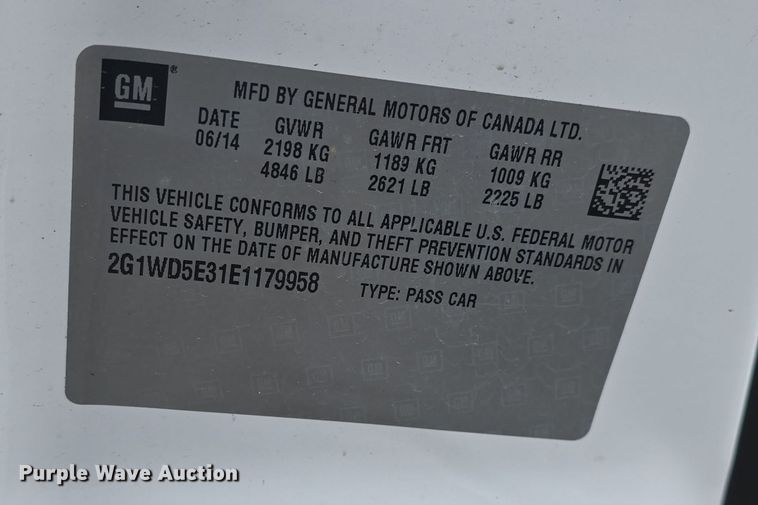 GM®
MFD BY GENERAL MOTORS OF CANADA LTD.
DATE GVWR GAWR FRT GAWR RR
06/14 2198 KG 1189 KG 1009 KG
4846 LB 2621 LB 2225 LB
THIS VEHICLE CONFORMS TO ALL APPLICABLE U.S. FEDERAL MOTOR
VEHICLE SAFETY, BUMPER, AND THEFT PREVENTION STANDARDS IN
EFFECT ON THE DATE OF MANUFACTURE SHOWN ABOVE.
2G1WD5E31E1179958 TYPE: PASS CAR
Purple Wave Auction